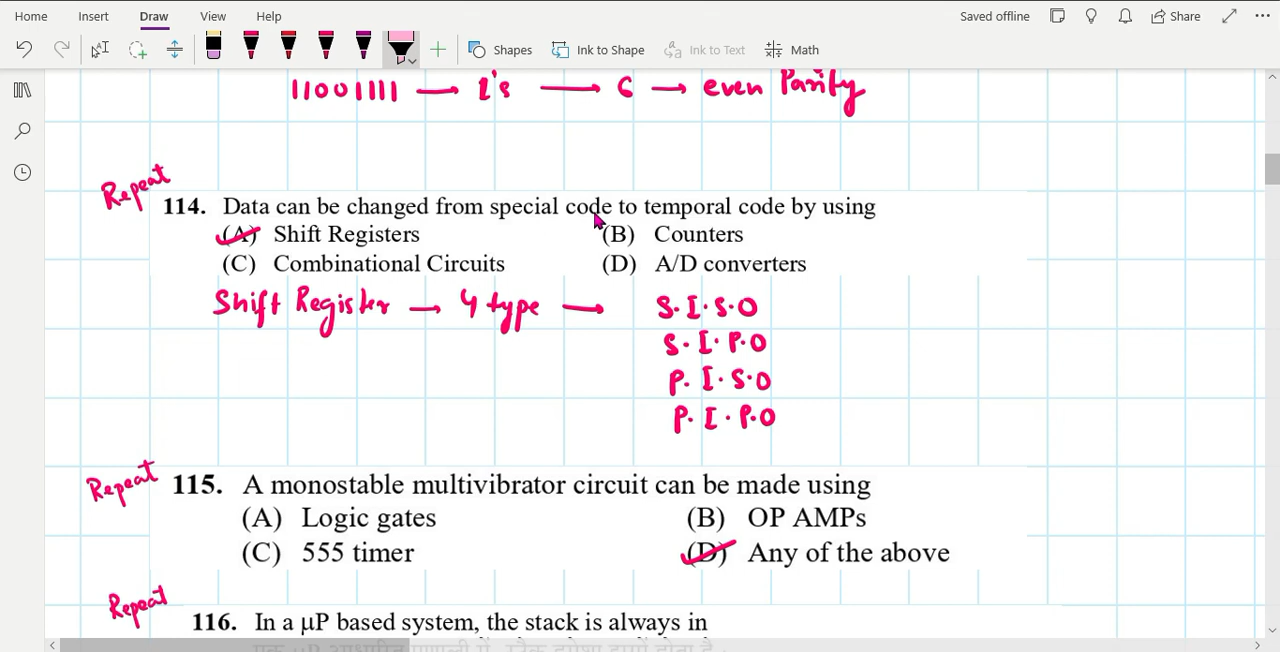 Home Insert Draw View Help Saved offline Share
Shapes Ink to Shape Ink to Text Math
11001111 → 1's → 6 → even Parity
Repeat
114. Data can be changed from special code to temporal code by using
(A) Shift Registers (B) Counters
(C) Combinational Circuits (D) A/D converters
Shift Register → 4 type → S.I.S.O
S.I.P.O
P.I.S.O
P.I.P.O
Repeat
115. A monostable multivibrator circuit can be made using
(A) Logic gates (B) OP AMPs
(C) 555 timer (D) Any of the above
Repeat
116. In a μP based system, the stack is always in